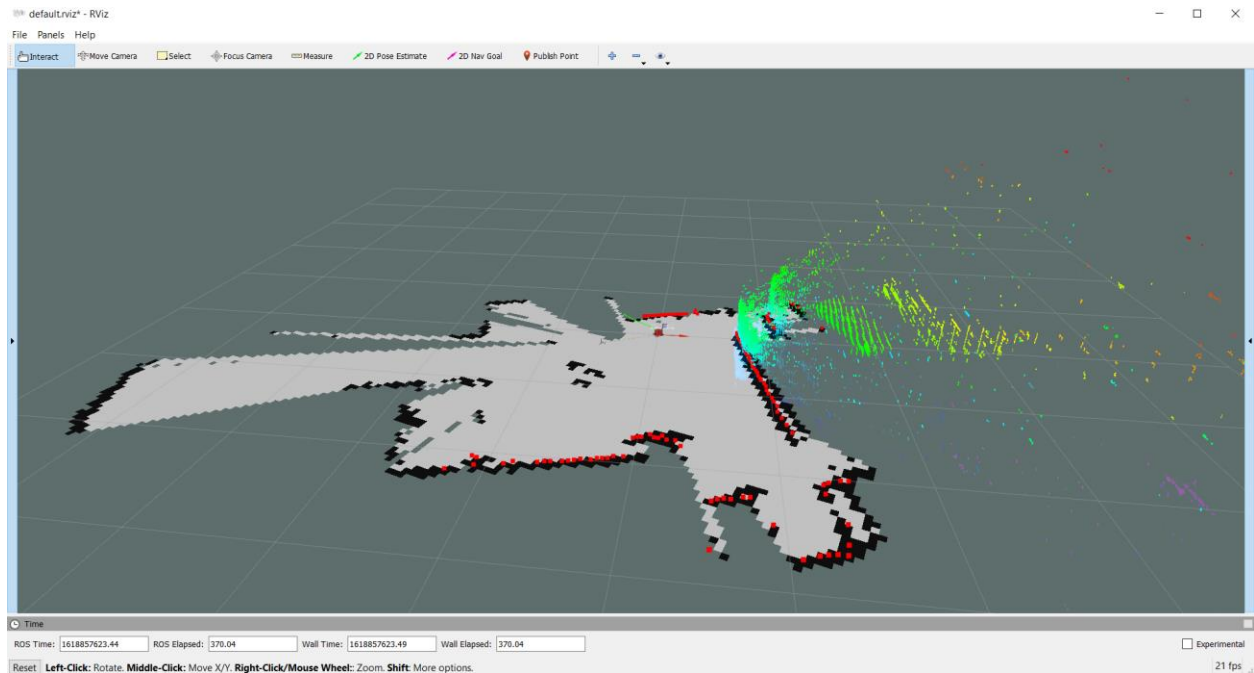 default.rviz* - RViz
File Panels Help
Interact Move Camera Select Focus Camera Measure 2D Pose Estimate 2D Nav Goal Publish Point
Time
ROS Time: 1618857623.44 ROS Elapsed: 370.04 Wall Time: 1618857623.49 Wall Elapsed: 370.04 Experimental
Reset Left-Click: Rotate. Middle-Click: Move X/Y. Right-Click/Mouse Wheel:: Zoom. Shift: More options. 21 fps